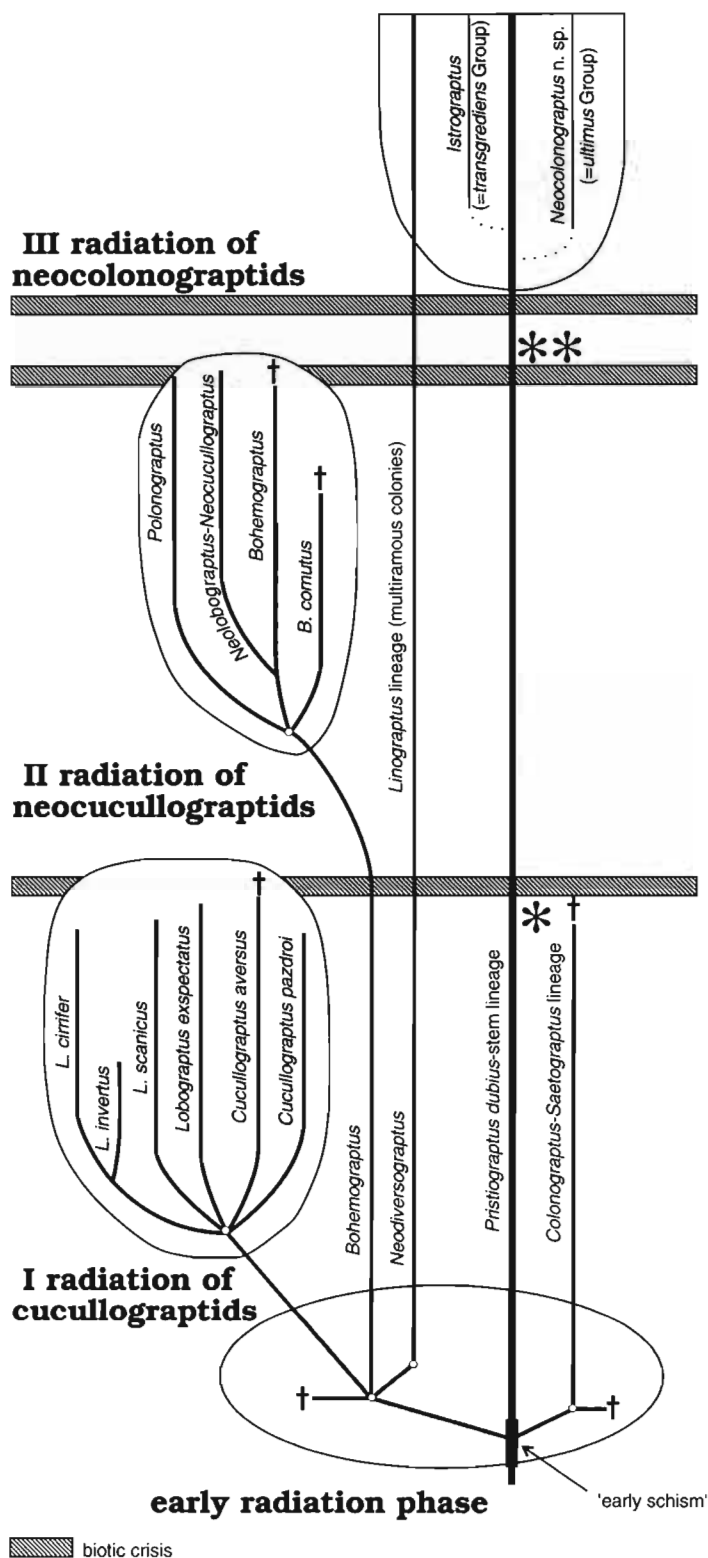 Istrograptus
(=transgrediens Group)
Neocolonograptus n. sp.
(=ultimus Group)
III radiation of
neocolonograptids
**
Polonograptus
Neolobograptus-Neocucullograptus
†
Bohemograptus
†
B. cornutus
Linograptus lineage (multiramous colonies)
II radiation of
neocucullograptids
L. cirrifer
L. invertus
L. scanicus
Lobograptus exspectatus
†
Cucullograptus aversus
Cucullograptus pazdroi
Bohemograptus
Neodiversograptus
Pristiograptus dubius-stem lineage
*
†
Colonograptus-Saetograptus lineage
I radiation of
cucullograptids
†
†
early radiation phase
'early schism'
biotic crisis